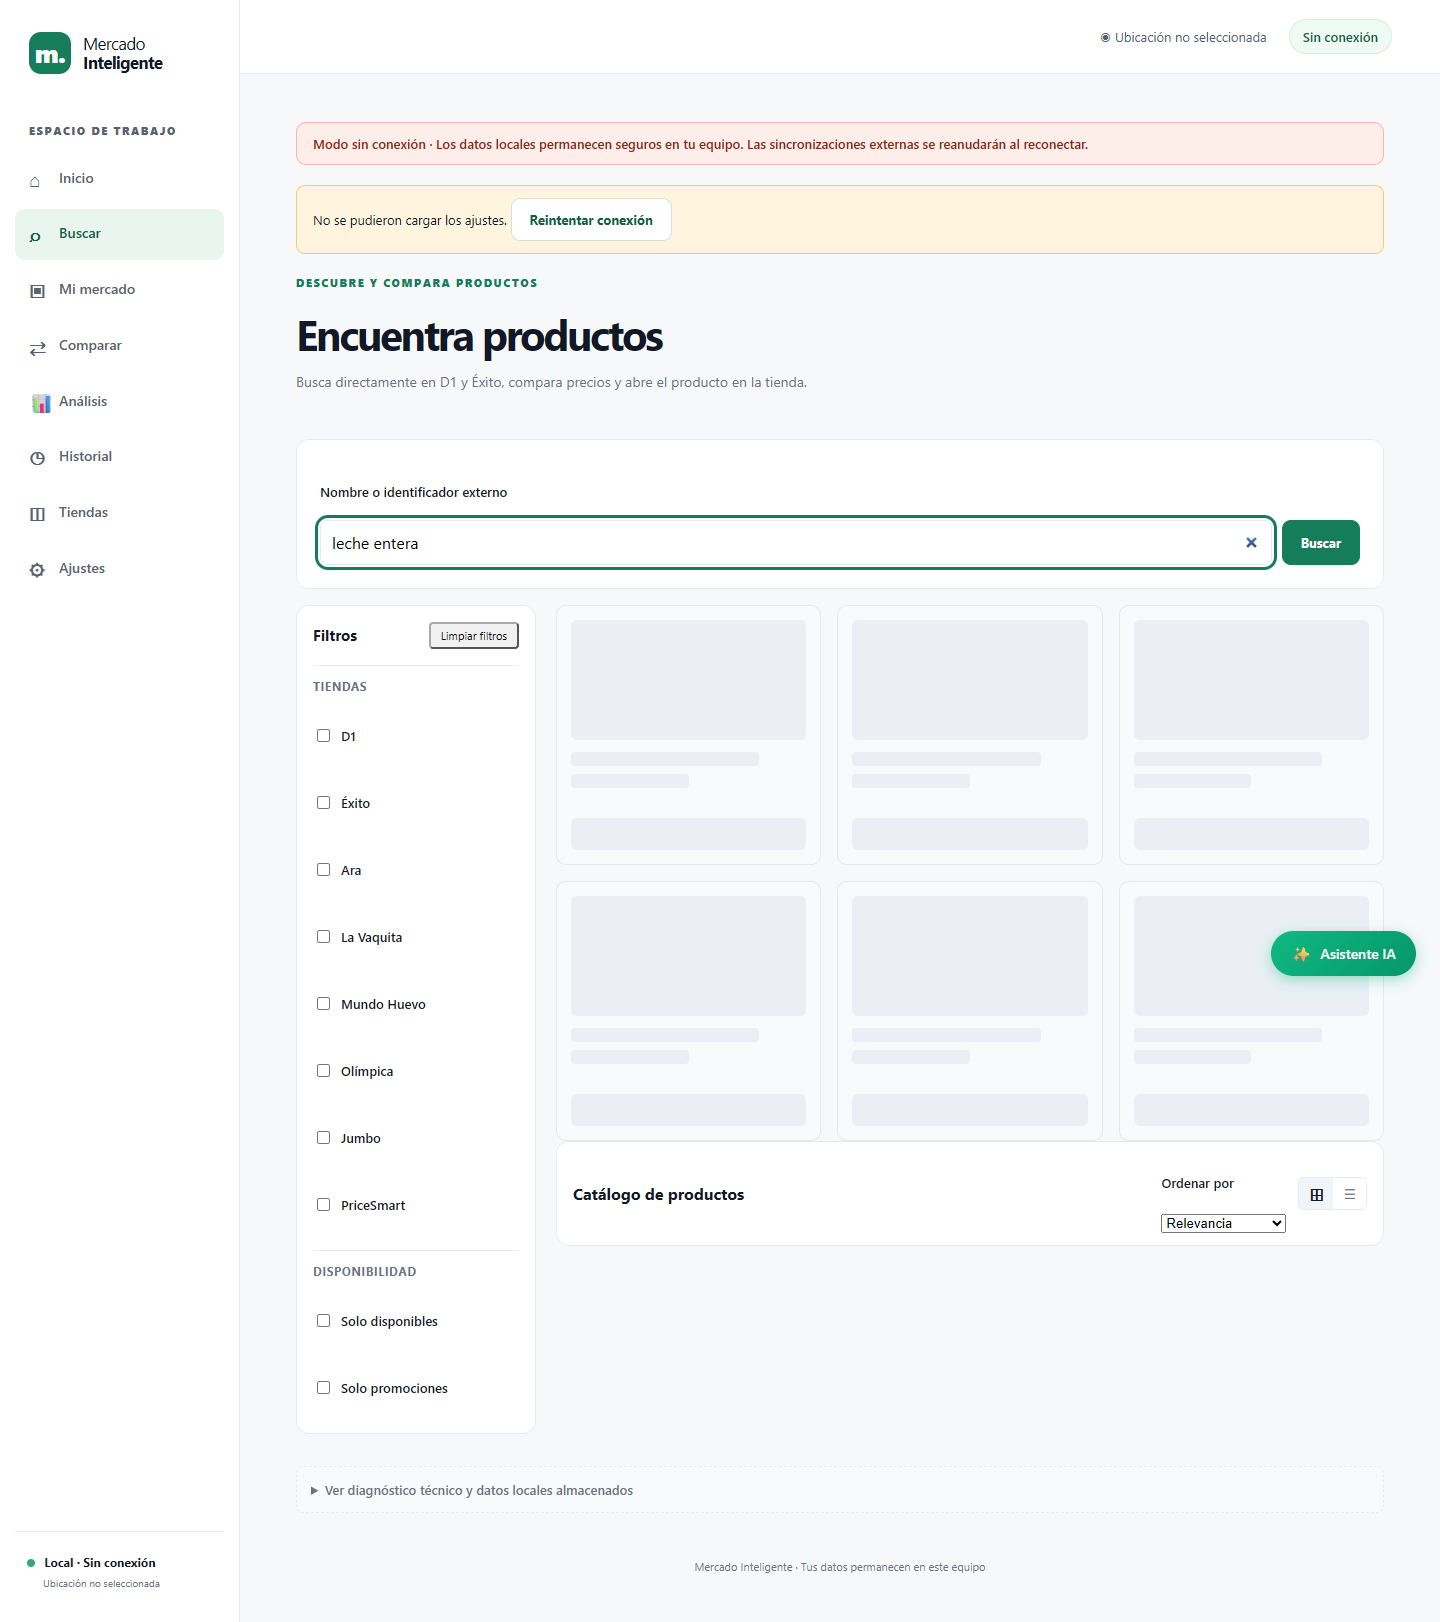 m.
Mercado
Inteligente
ESPACIO DE TRABAJO
Inicio
Buscar
Mi mercado
Comparar
Análisis
Historial
Tiendas
Ajustes
Local · Sin conexión
Ubicación no seleccionada
Ubicación no seleccionada
Sin conexión
Modo sin conexión · Los datos locales permanecen seguros en tu equipo. Las sincronizaciones externas se reanudarán al reconectar.
No se pudieron cargar los ajustes. Reintentar conexión
DESCUBRE Y COMPARA PRODUCTOS
Encuentra productos
Busca directamente en D1 y Éxito, compara precios y abre el producto en la tienda.
Nombre o identificador externo
leche entera
Buscar
Filtros
Limpiar filtros
TIENDAS
D1
Éxito
Ara
La Vaquita
Mundo Huevo
Olímpica
Jumbo
PriceSmart
DISPONIBILIDAD
Solo disponibles
Solo promociones
Asistente IA
Catálogo de productos
Ordenar por
Relevancia
Ver diagnóstico técnico y datos locales almacenados
Mercado Inteligente · Tus datos permanecen en este equipo